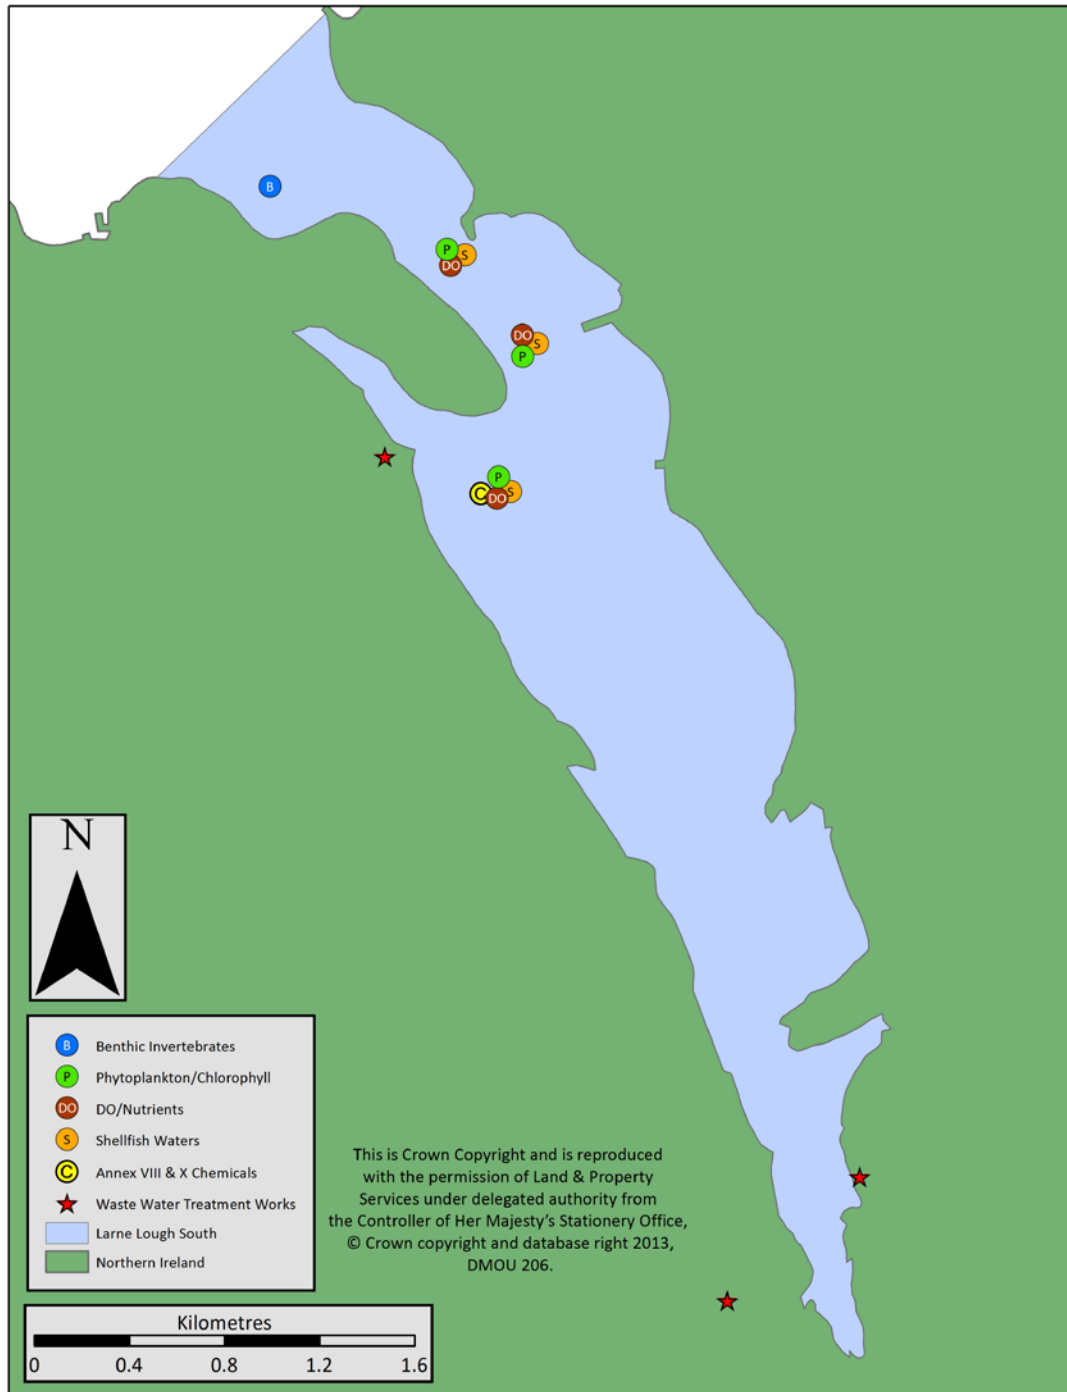 B
P
S
DO
DO
S
P
P
C
DO
S
N
B Benthic Invertebrates
P Phytoplankton/Chlorophyll
DO DO/Nutrients
S Shellfish Waters
C Annex VIII & X Chemicals
Waste Water Treatment Works
Larne Lough South
Northern Ireland
This is Crown Copyright and is reproduced
with the permission of Land & Property
Services under delegated authority from
the Controller of Her Majesty's Stationery Office,
© Crown copyright and database right 2013,
DMOU 206.
Kilometres
0 0.4 0.8 1.2 1.6